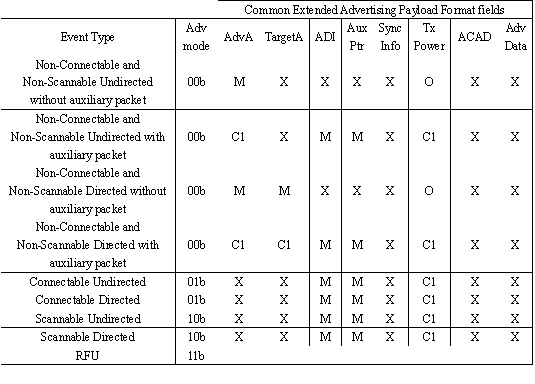 Common Extended Advertising Payload Format fields
Event Type Adv mode AdvA TargetA ADI Aux Ptr Sync Info Tx Power ACAD Adv Data
Non-Connectable and
Non-Scannable Undirected 00b M X X X X O X X
without auxiliary packet
Non-Connectable and
Non-Scannable Undirected with 00b C1 X M M X C1 X X
auxiliary packet
Non-Connectable and
Non-Scannable Directed without 00b M M X X X O X X
auxiliary packet
Non-Connectable and
Non-Scannable Directed with 00b C1 C1 M M X C1 X X
auxiliary packet
Connectable Undirected 01b X X M M X C1 X X
Connectable Directed 01b X X M M X C1 X X
Scannable Undirected 10b X X M M X C1 X X
Scannable Directed 10b X X M M X C1 X X
RFU 11b